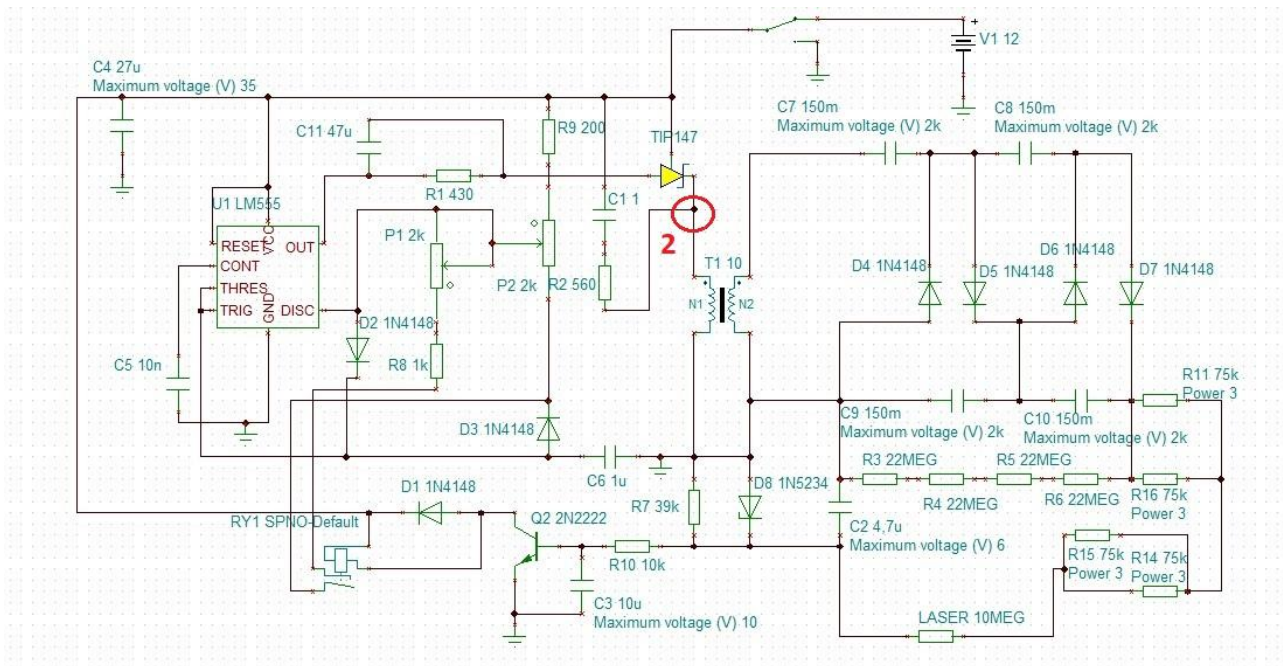 V1 12
C4 27u
Maximum voltage (V) 35
C7 150m
Maximum voltage (V) 2k
C8 150m
Maximum voltage (V) 2k
C11 47u
R9 200
TIP147
R1 430
C1 1
U1 LM555
RESET
VCC
OUT
CONT
THRES
TRIG
GND
DISC
P1 2k
P2 2k
R2 560
2
T1 10
N1
N2
D4 1N4148
D5 1N4148
D6 1N4148
D7 1N4148
C5 10n
D2 1N4148
R8 1k
R11 75k
Power 3
D3 1N4148
C9 150m
Maximum voltage (V) 2k
C10 150m
Maximum voltage (V) 2k
C6 1u
R3 22MEG
R4 22MEG
R5 22MEG
R6 22MEG
R16 75k
Power 3
D8 1N5234
R7 39k
D1 1N4148
RY1 SPNO-Default
Q2 2N2222
R10 10k
C2 4,7u
Maximum voltage (V) 6
R15 75k
Power 3
R14 75k
Power 3
C3 10u
Maximum voltage (V) 10
LASER 10MEG